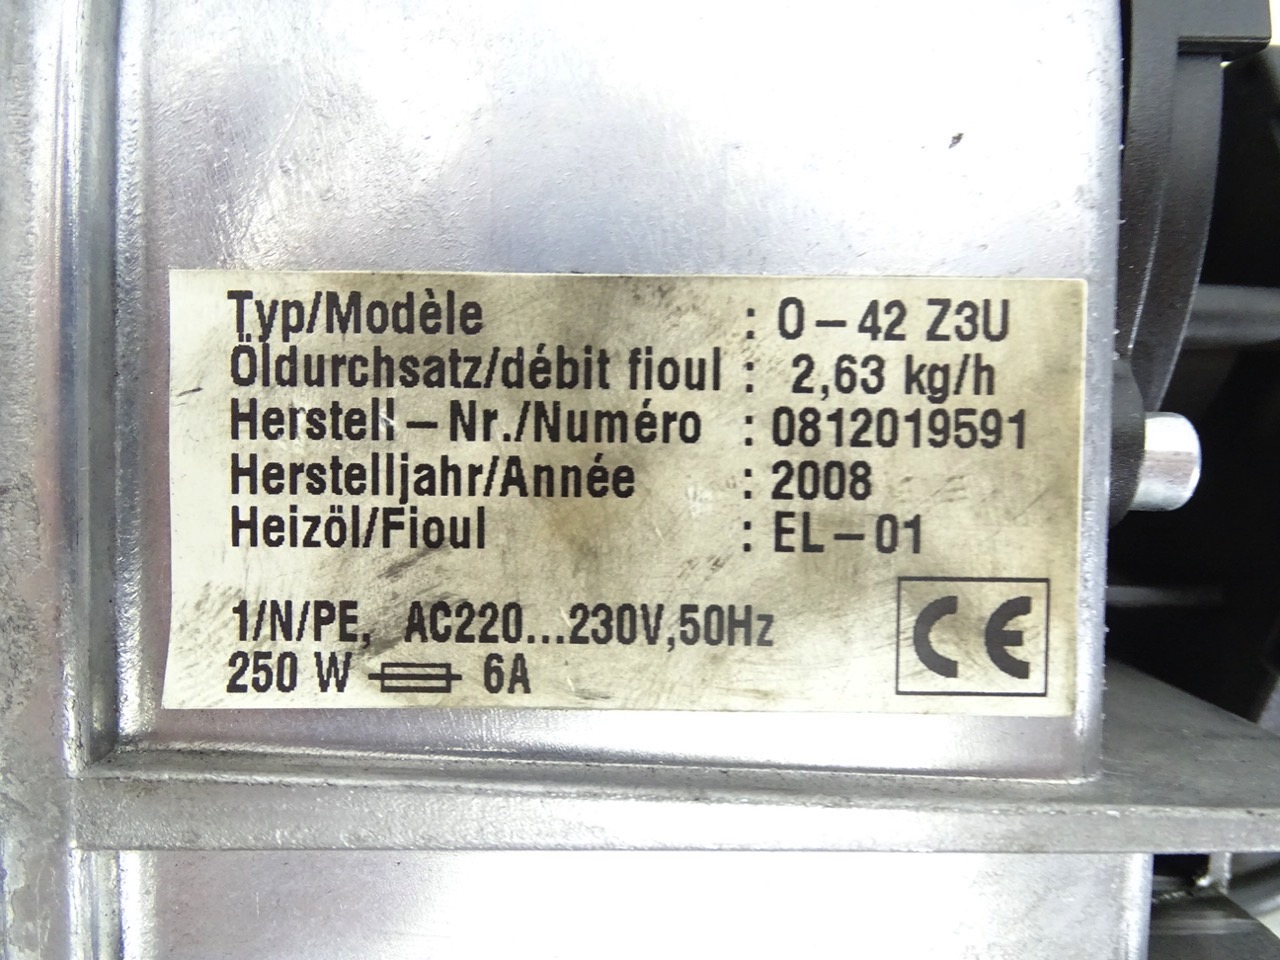 Typ/Modèle : O-42 Z3U
Öldurchsatz/débit fioul : 2,63 kg/h
Herstell-Nr./Numéro : 0812019591
Herstelljahr/Année : 2008
Heizöl/Fioul : EL-01
1/N/PE, AC220...230V,50Hz
250 W 6A
CE